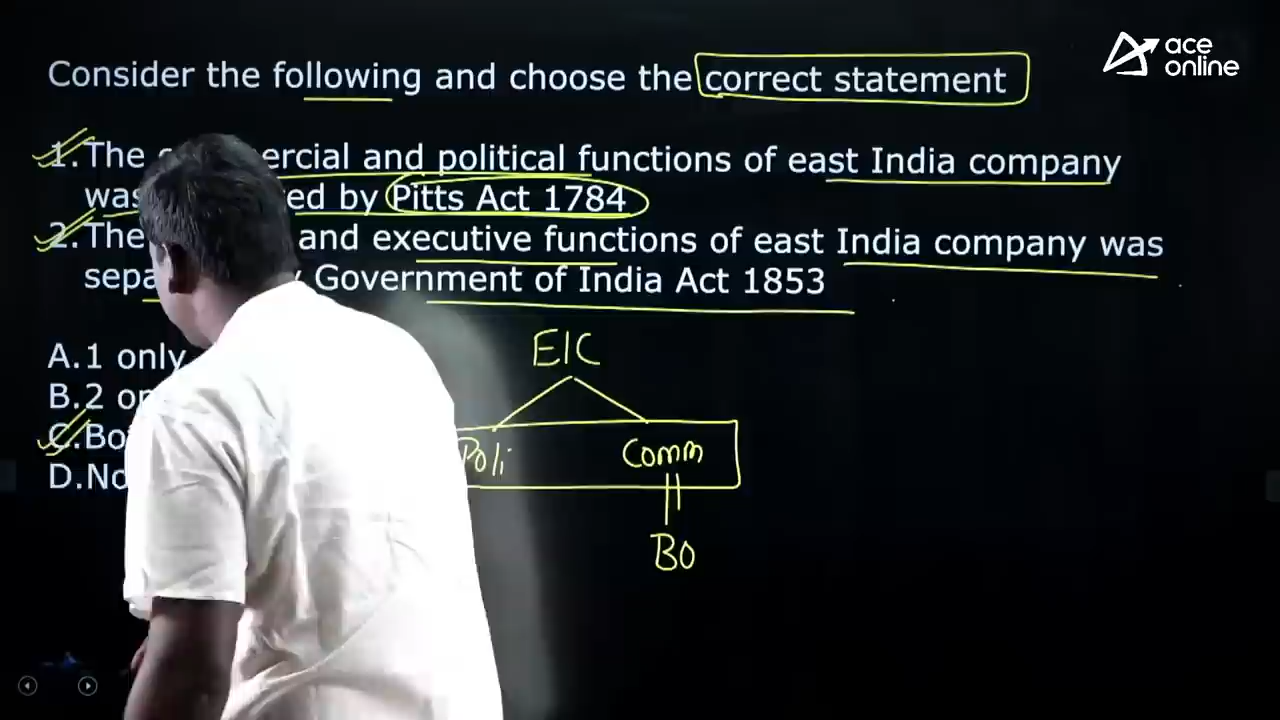 ace
online
Consider the following and choose the correct statement
1.The ercial and political functions of east India company
was ed by Pitts Act 1784
2.The and executive functions of east India company was
sepa Government of India Act 1853
EIC
A.1 only
B.2
C.Bo
Poli Comm
D.No
BO